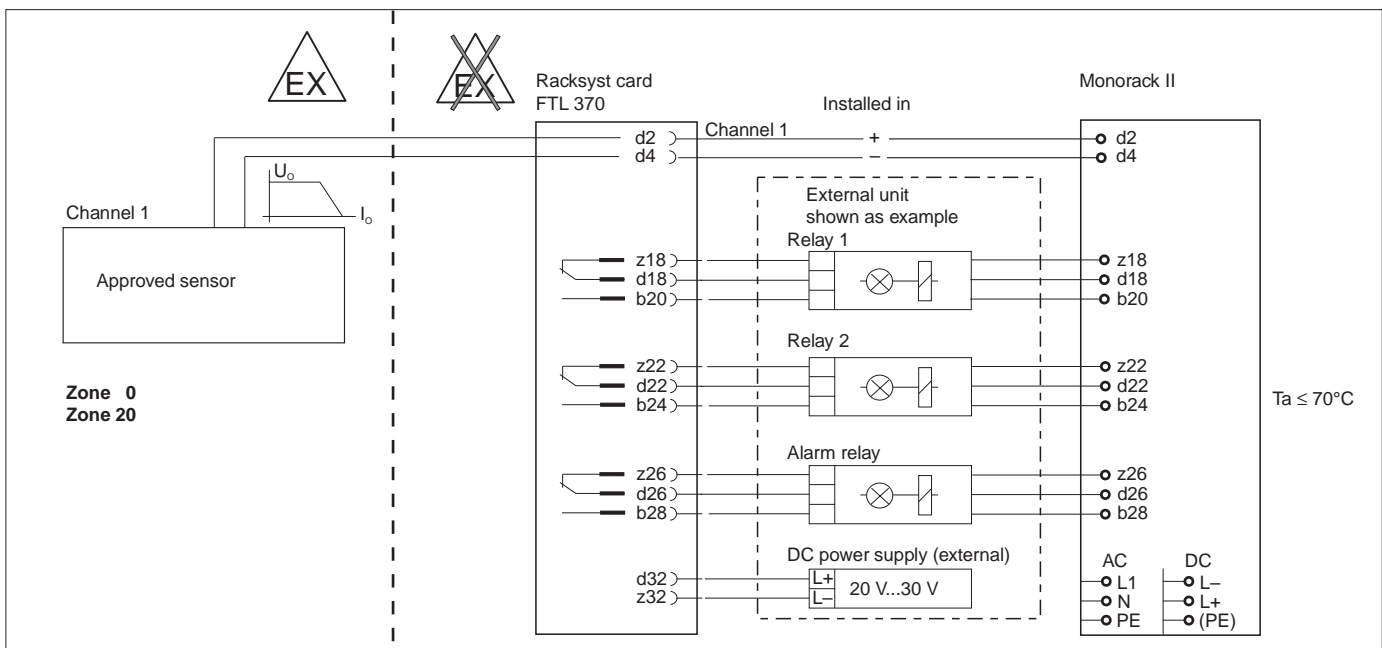 EX
EX
Racksyst card
FTL 370
Installed in
Monorack II
d2
d4
Channel 1
+
–
d2
d4
Uo
Io
Channel 1
Approved sensor
Zone 0
Zone 20
External unit
shown as example
Relay 1
z18
d18
b20
z18
d18
b20
Relay 2
z22
d22
b24
z22
d22
b24
Ta ≤ 70°C
Alarm relay
z26
d26
b28
z26
d26
b28
DC power supply (external)
d32
z32
L+
L–
20 V...30 V
AC
L1
N
PE
DC
L–
L+
(PE)